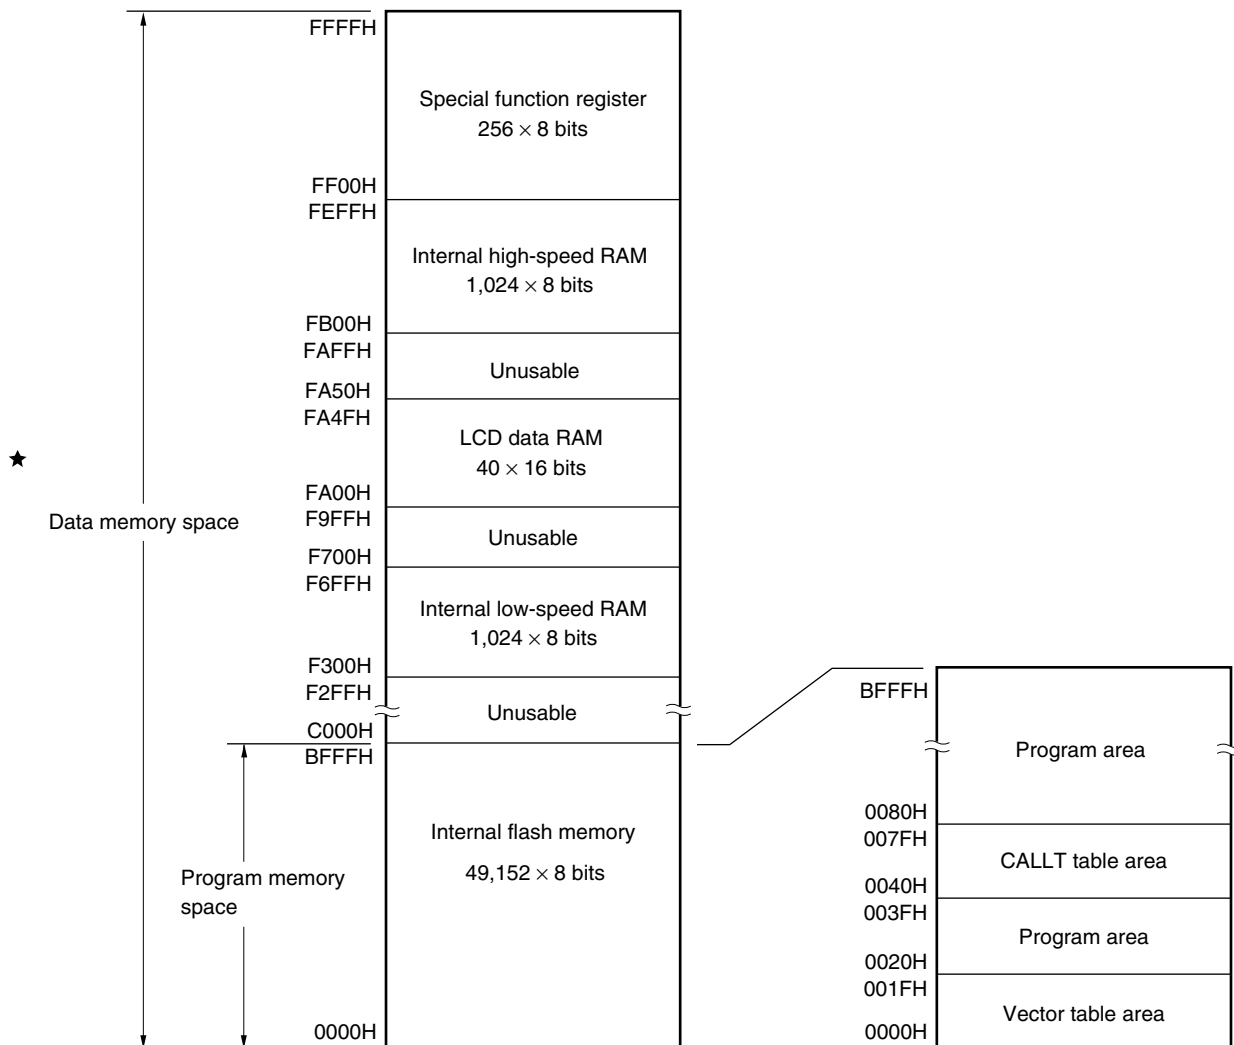 FFFFH
Special function register
256 × 8 bits
FF00H
FEFFH
Internal high-speed RAM
1,024 × 8 bits
FB00H
FAFFH
Unusable
FA50H
FA4FH
LCD data RAM
40 × 16 bits
★
FA00H
F9FFH
Data memory space
Unusable
F700H
F6FFH
Internal low-speed RAM
1,024 × 8 bits
F300H
F2FFH
Unusable
C000H
BFFFH
Internal flash memory
49,152 × 8 bits
Program memory
space
0000H
BFFFH
Program area
0080H
007FH
CALLT table area
0040H
003FH
Program area
0020H
001FH
Vector table area
0000H